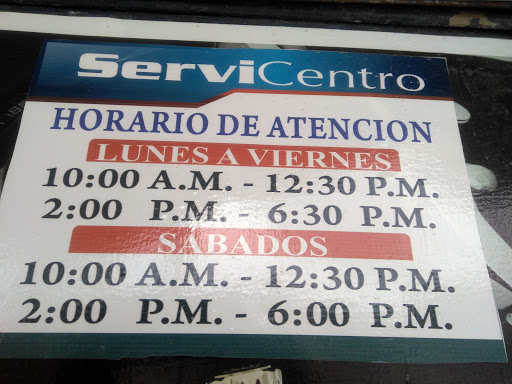 ServiCentro
HORARIO DE ATENCION
LUNES A VIERNES
10:00 A.M. - 12:30 P.M.
2:00 P.M. - 6:30 P.M.
SABADOS
10:00 A.M. - 12:30 P.M.
2:00 P.M. - 6:00 P.M.